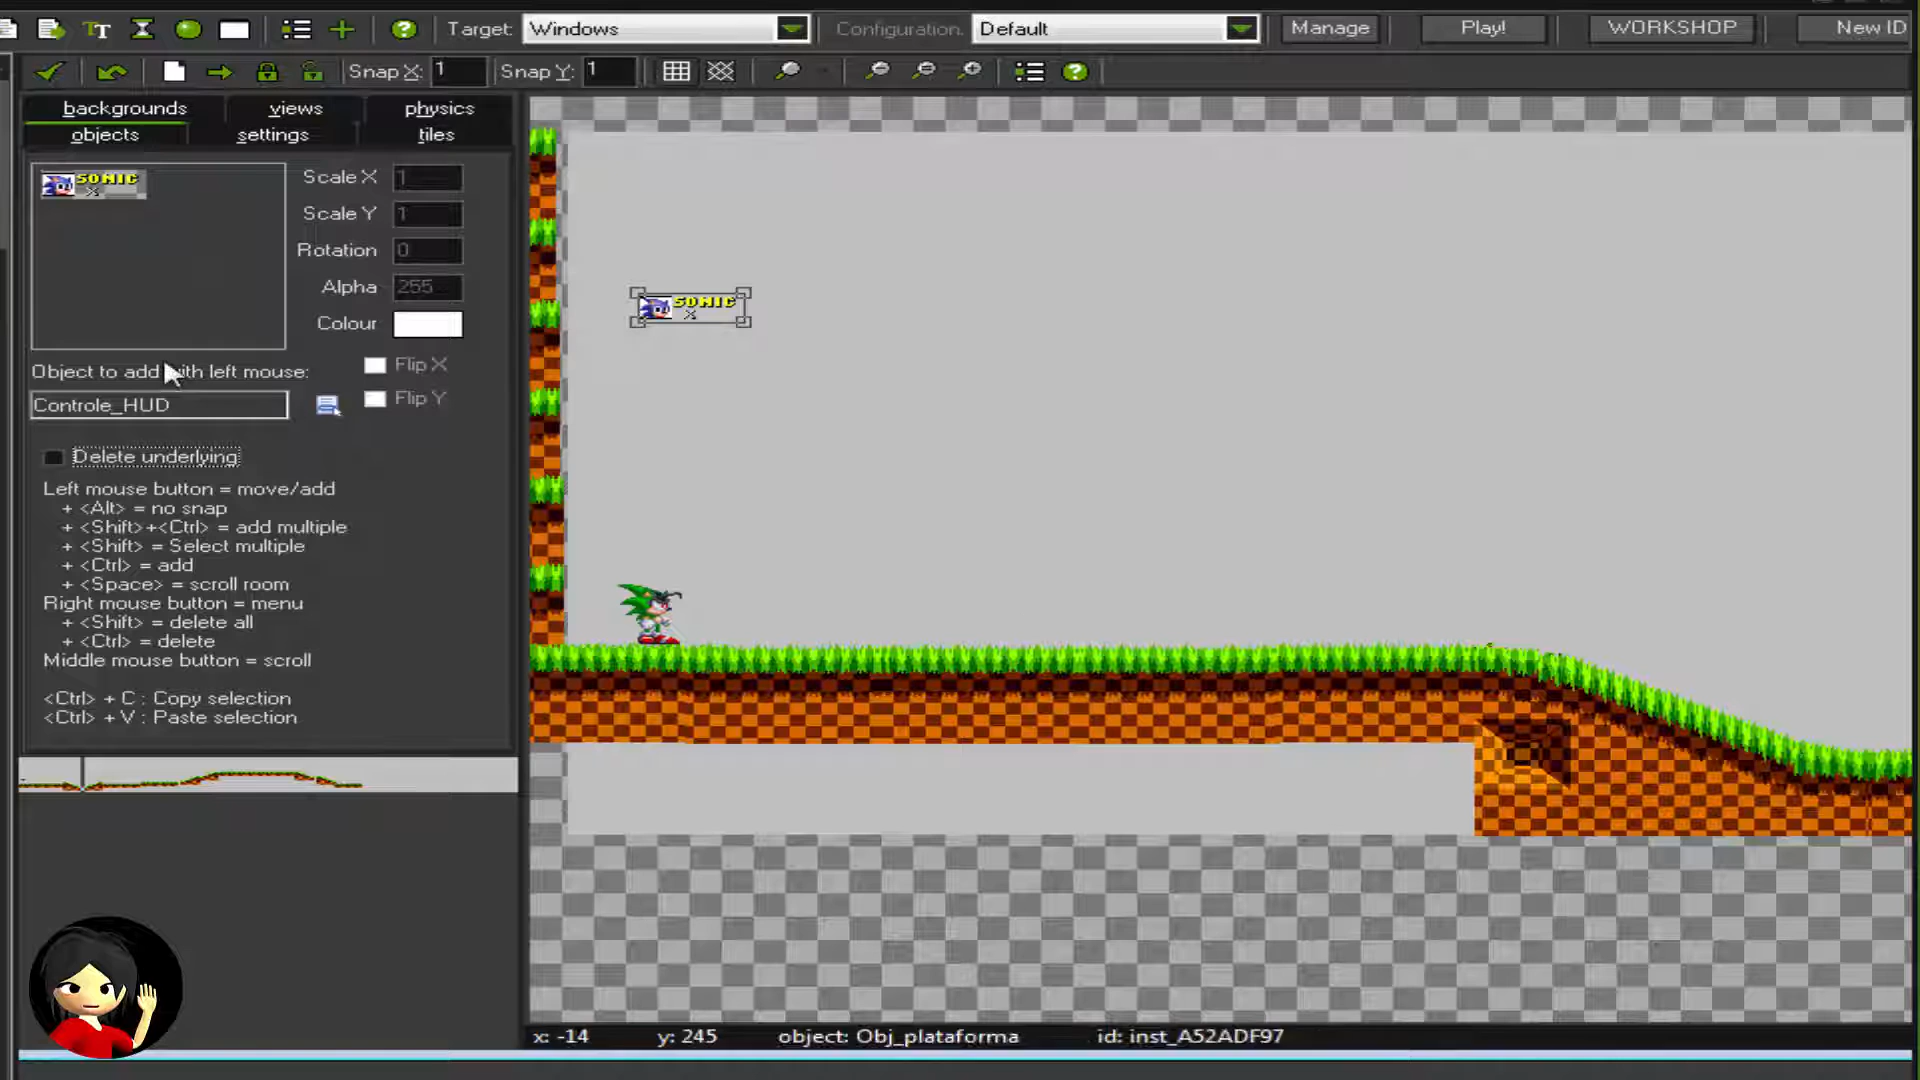 Target: Windows Configuration: Default Manage Play! WORKSHOP New ID
Snap X: 1 Snap Y: 1
backgrounds views physics
objects settings tiles
SONIC
X
Scale X 1
Scale Y 1
Rotation 0
Alpha 255
Colour
Object to add with left mouse:
Flip X
Controle_HUD
Flip Y
Delete underlying
Left mouse button = move/add
+ <Alt> = no snap
+ <Shift>+<Ctrl> = add multiple
+ <Shift> = Select multiple
+ <Ctrl> = add
+ <Space> = scroll room
Right mouse button = menu
+ <Shift> = delete all
+ <Ctrl> = delete
Middle mouse button = scroll
<Ctrl> + C : Copy selection
<Ctrl> + V : Paste selection
SONIC
X
x: -14 y: 245 object: Obj_plataforma id: inst_A52ADF97